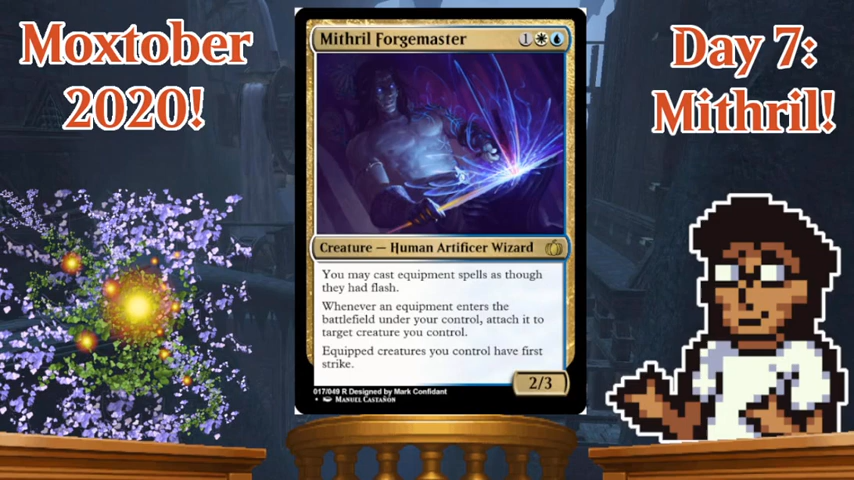 Moxtober
2020!
Mithril Forgemaster
1
Day 7:
Mithril!
Creature — Human Artificer Wizard
You may cast equipment spells as though
they had flash.
Whenever an equipment enters the
battlefield under your control, attach it to
target creature you control.
Equipped creatures you control have first
strike.
2/3
017/049 R Designed by Mark Confidant
• Manuel Castañon